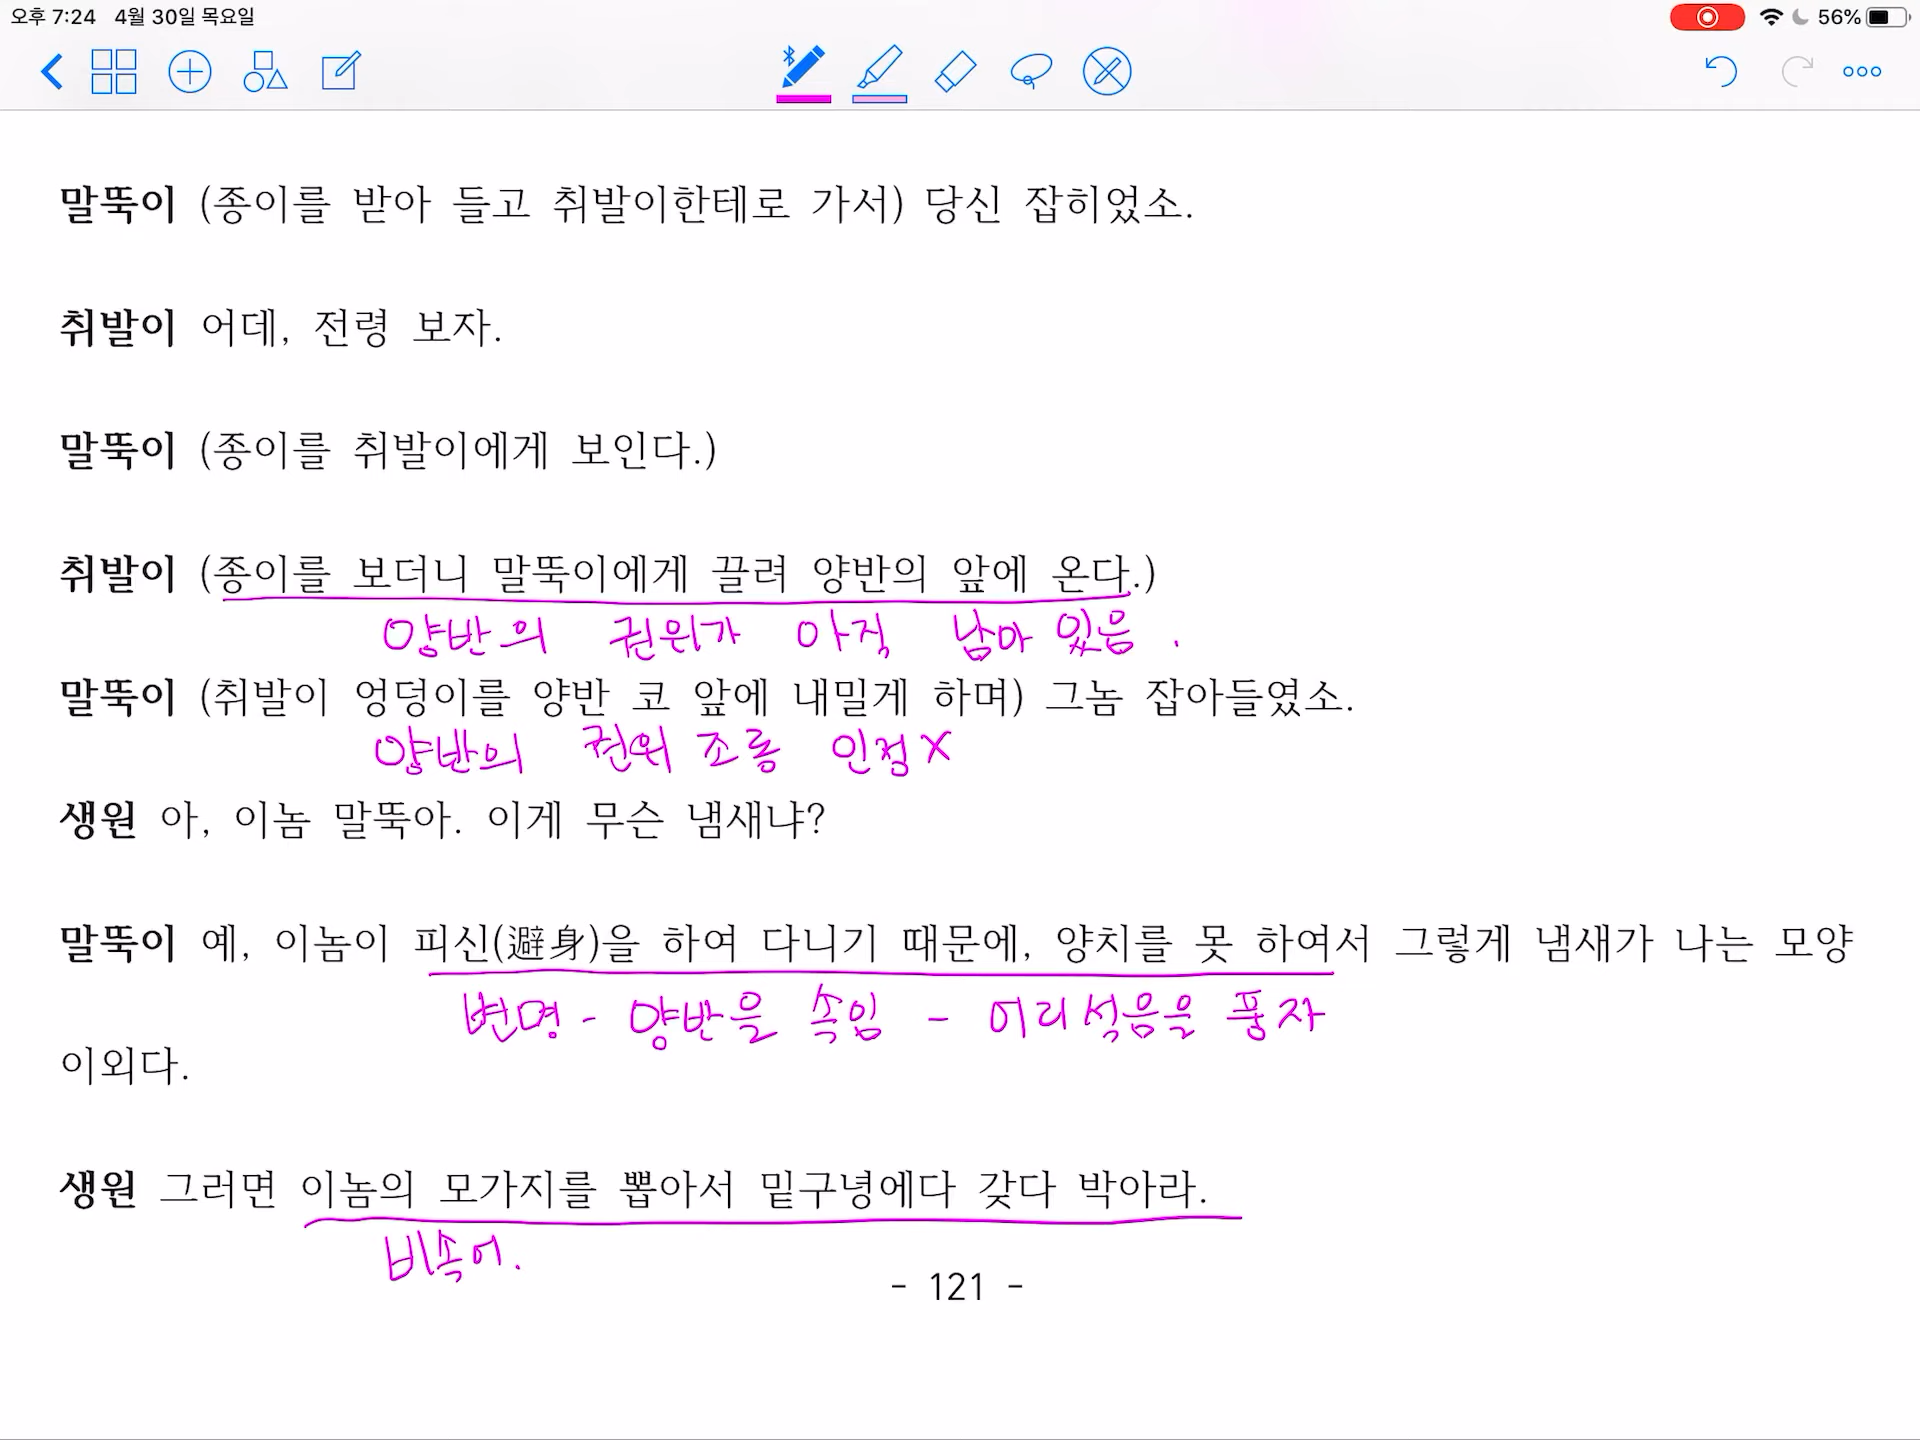 오후 7:24 4월 30일 목요일 56%
말뚝이 (종이를 받아 들고 취발이한테로 가서) 당신 잡히었소.
취발이 어데, 전령 보자.
말뚝이 (종이를 취발이에게 보인다.)
취발이 (종이를 보더니 말뚝이에게 끌려 양반의 앞에 온다.)
양반의 권위가 아직 남아 있음.
말뚝이 (취발이 엉덩이를 양반 코 앞에 내밀게 하며) 그놈 잡아들였소.
양반의 권위 조롱 인정X
생원 아, 이놈 말뚝아. 이게 무슨 냄새냐?
말뚝이 예, 이놈이 피신(避身)을 하여 다니기 때문에, 양치를 못 하여서 그렇게 냄새가 나는 모양
변명 - 양반을 속임 - 어리석음을 풍자
이외다.
생원 그러면 이놈의 모가지를 뽑아서 밑구녕에다 갖다 박아라.
비속어.
- 121 -